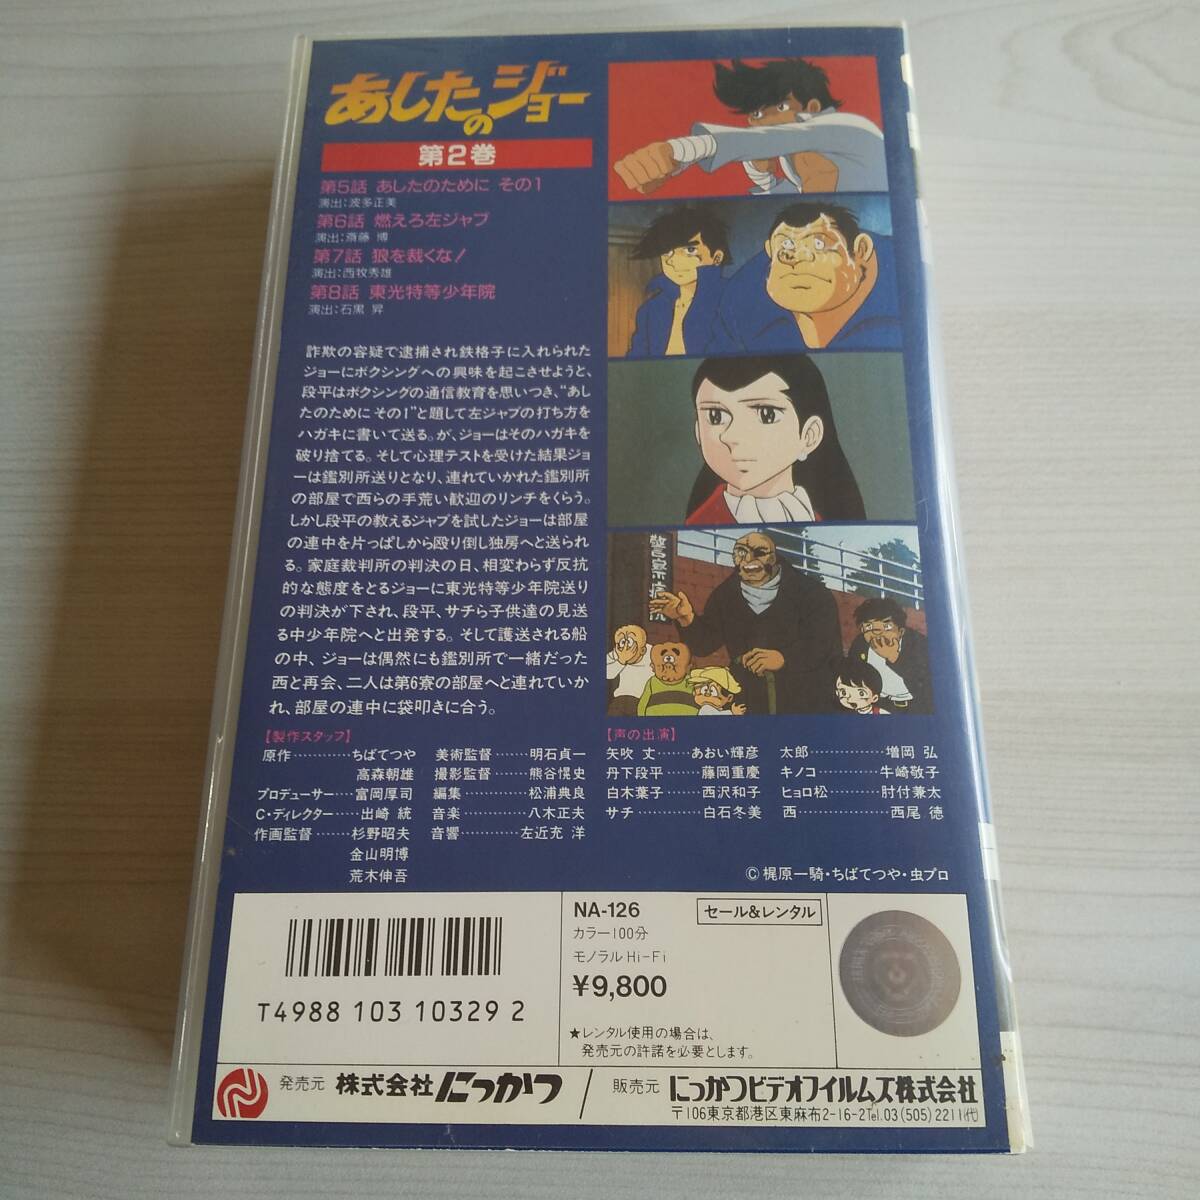 あしたのジョー
第2巻
第5話 あしたのために その1
演出：波多正美
第6話 燃えろ左ジャブ
演出：斎藤 博
第7話 狼を裁くな！
演出：西牧秀雄
第8話 東光特等少年院
演出：石黒 昇
詐欺の容疑で逮捕され鉄格子に入れられた
ジョーにボクシングへの興味を起こさせようと、
段平はボクシングの通信教育を思いつき、“あし
たのために その1”と題して左ジャブの打ち方を
ハガキに書いて送る。が、ジョーはそのハガキを
破り捨てる。そして心理テストを受けた結果ジョ
ーは鑑別所送りとなり、連れていかれた鑑別所
の部屋で西らの手荒い歓迎のリンチをくらう。
しかし段平の教えるジャブを試したジョーは部屋
の連中を片っぱしから殴り倒し独房へと送られ
る。家庭裁判所の判決の日、相変わらず反抗
的な態度をとるジョーに東光特等少年院送り
の判決が下され、段平、サチら子供達の見送
る中少年院へと出発する。そして護送される船
の中、ジョーは偶然にも鑑別所で一緒だった
西と再会、二人は第6寮の部屋へと連れていか
れ、部屋の連中に袋叩きに合う。
警察病院
【製作スタッフ】
原作…………ちばてつや
高森朝雄
プロデューサー…富岡厚司
C・ディレクター……出崎 統
作画監督………杉野昭夫
金山明博
荒木伸吾
美術監督……明石貞一
撮影監督……熊谷幌史
編集…………松浦典良
音楽…………八木正夫
音響…………左近充 洋
【声の出演】
矢吹 丈……あおい輝彦
丹下段平……藤岡重慶
白木葉子……西沢和子
サチ…………白石冬美
太郎…………増岡 弘
キノコ………牛崎敬子
ヒョロ松……肘付兼太
西……………西尾 徳
© 梶原一騎・ちばてつや・虫プロ
T4988 103 10329 2
NA-126
セール&レンタル
カラー100分
モノラルHi-Fi
¥9,800
★レンタル使用の場合は、
発売元の許諾を必要とします。
発売元 株式会社にっかつ / 販売元 にっかつビデオフイルムズ株式会社
〒106東京都港区東麻布2-16-2Tel.03(505)2211(代)